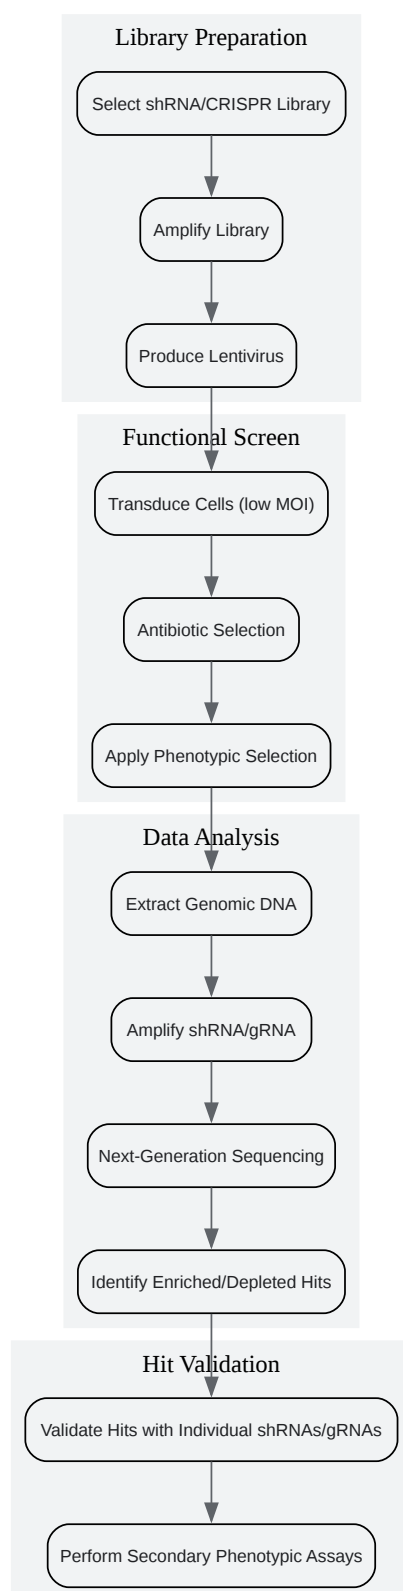 Library Preparation
Select shRNA/CRISPR Library
Amplify Library
Produce Lentivirus
Functional Screen
Transduce Cells (low MOI)
Antibiotic Selection
Apply Phenotypic Selection
Data Analysis
Extract Genomic DNA
Amplify shRNA/gRNA
Next-Generation Sequencing
Identify Enriched/Depleted Hits
Hit Validation
Validate Hits with Individual shRNAs/gRNAs
Perform Secondary Phenotypic Assays